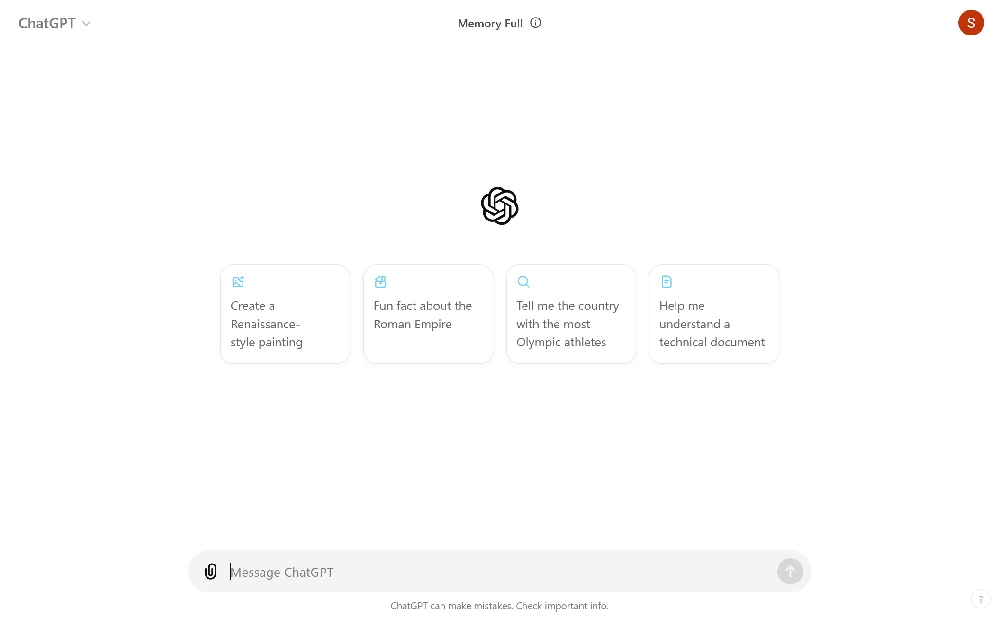 ChatGPT
Memory Full
S
Create a
Renaissance-
style painting
Fun fact about the
Roman Empire
Tell me the country
with the most
Olympic athletes
Help me
understand a
technical document
Message ChatGPT
ChatGPT can make mistakes. Check important info.
?